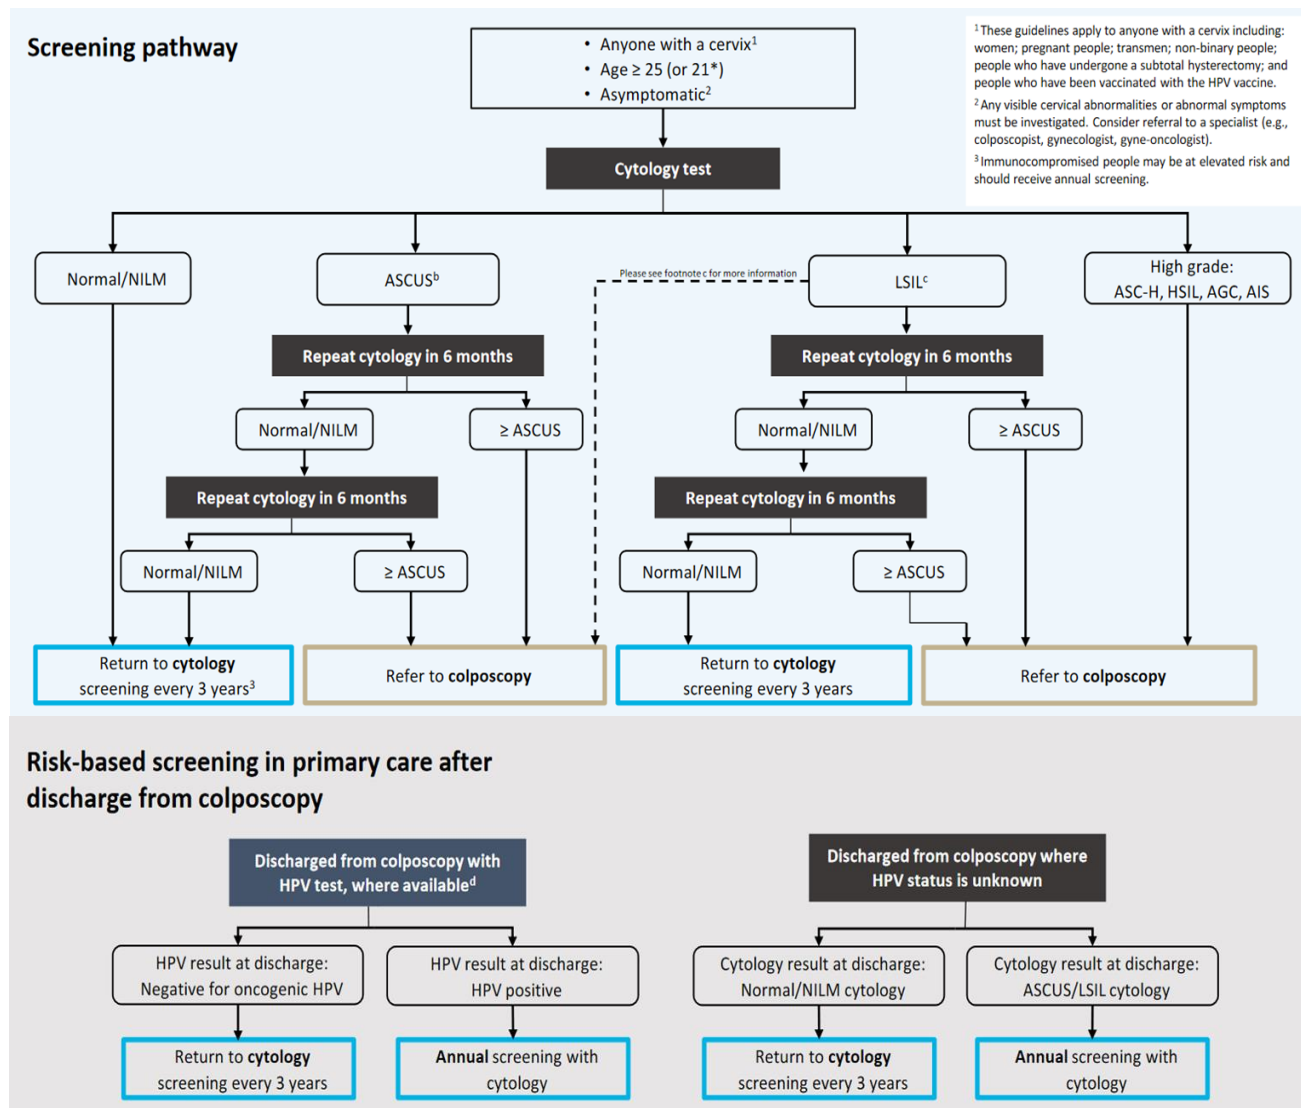 Screening pathway
• Anyone with a cervix¹
• Age ≥ 25 (or 21*)
• Asymptomatic²
¹ These guidelines apply to anyone with a cervix including:
women; pregnant people; transmen; non-binary people;
people who have undergone a subtotal hysterectomy; and
people who have been vaccinated with the HPV vaccine.
² Any visible cervical abnormalities or abnormal symptoms
must be investigated. Consider referral to a specialist (e.g.,
colposcopist, gynecologist, gyne-oncologist).
³ Immunocompromised people may be at elevated risk and
should receive annual screening.
Cytology test
Normal/NILM
ASCUSᵇ
Please see footnote c for more information
LSILᶜ
High grade:
ASC-H, HSIL, AGC, AIS
Repeat cytology in 6 months
Repeat cytology in 6 months
Normal/NILM
≥ ASCUS
Normal/NILM
≥ ASCUS
Repeat cytology in 6 months
Repeat cytology in 6 months
Normal/NILM
≥ ASCUS
Normal/NILM
≥ ASCUS
Return to cytology
screening every 3 years³
Refer to colposcopy
Return to cytology
screening every 3 years
Refer to colposcopy
Risk-based screening in primary care after
discharge from colposcopy
Discharged from colposcopy with
HPV test, where availableᵈ
Discharged from colposcopy where
HPV status is unknown
HPV result at discharge:
Negative for oncogenic HPV
HPV result at discharge:
HPV positive
Cytology result at discharge:
Normal/NILM cytology
Cytology result at discharge:
ASCUS/LSIL cytology
Return to cytology
screening every 3 years
Annual screening with
cytology
Return to cytology
screening every 3 years
Annual screening with
cytology